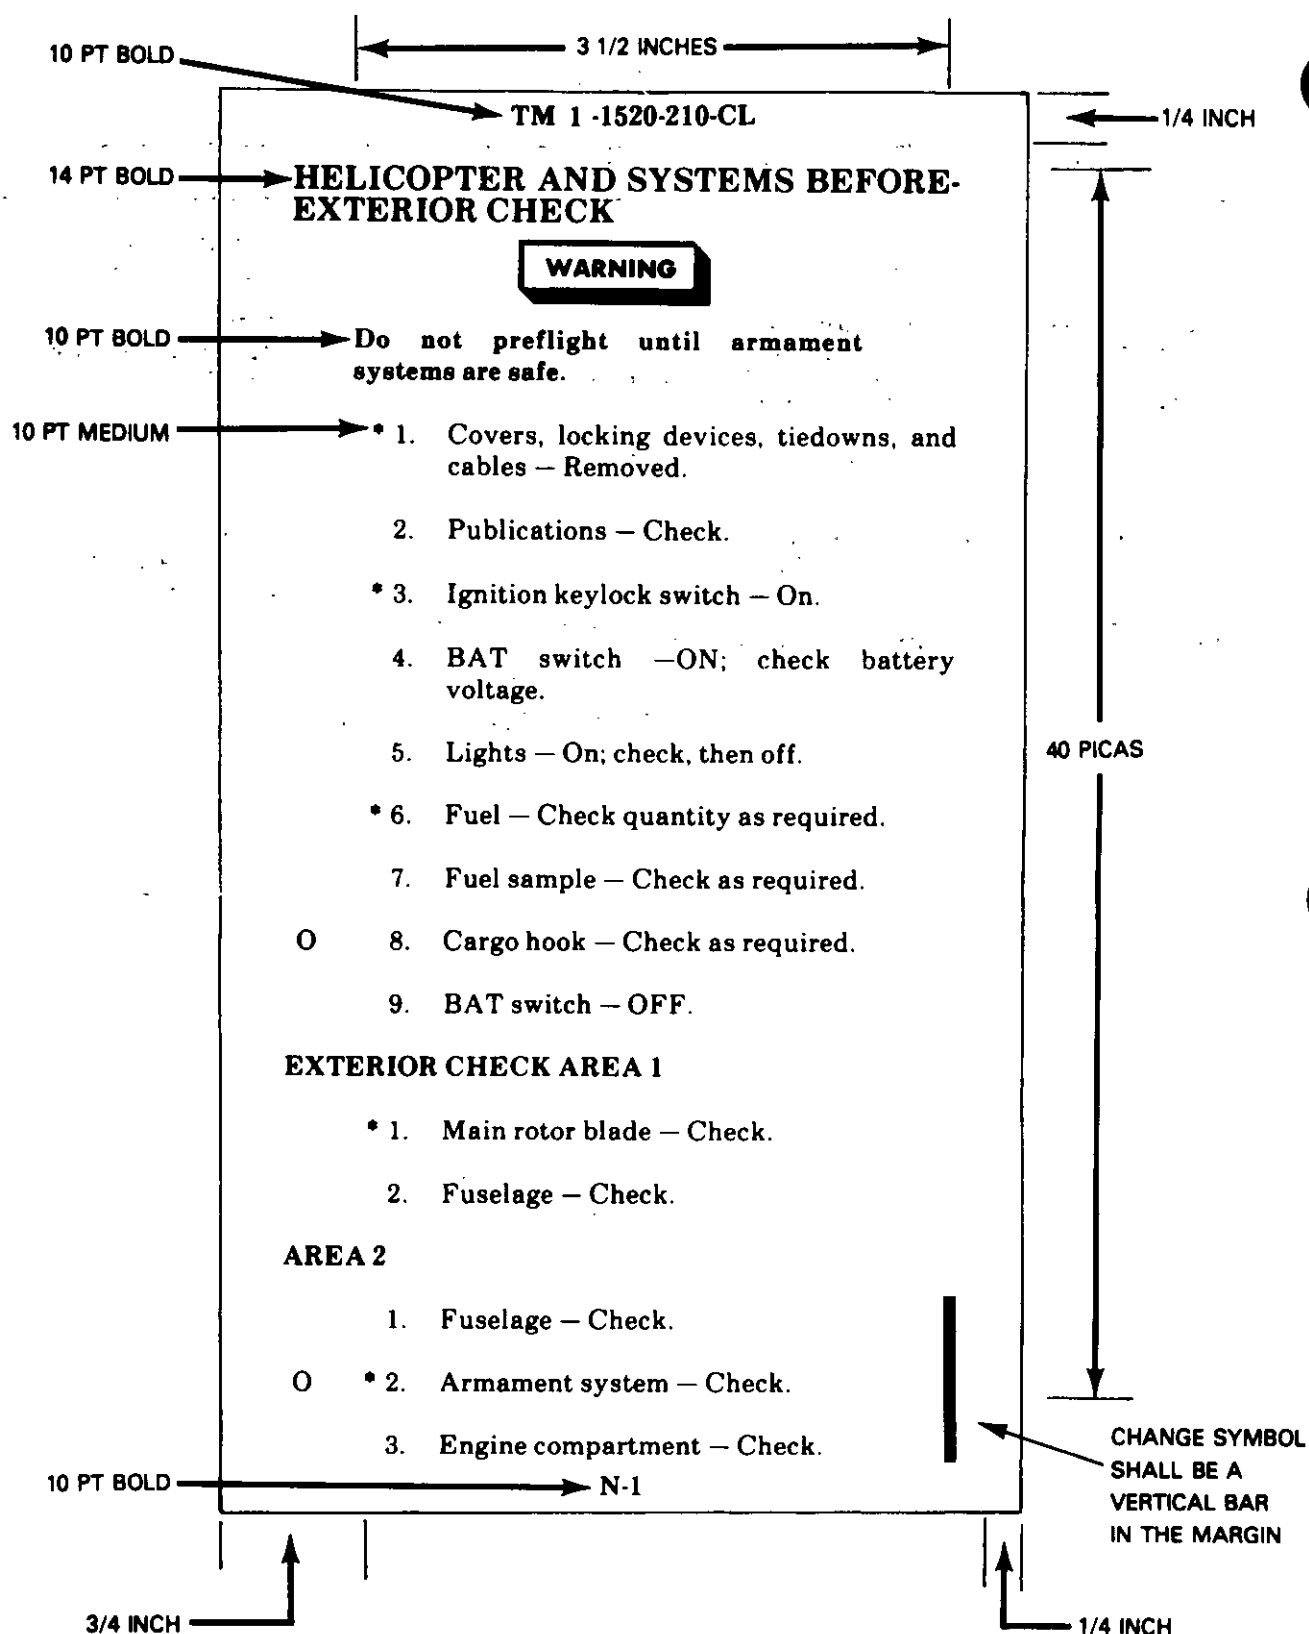 3 1/2 INCHES
10 PT BOLD
TM 1 -1520-210-CL
1/4 INCH
14 PT BOLD
HELICOPTER AND SYSTEMS BEFORE-
EXTERIOR CHECK
WARNING
10 PT BOLD
Do not preflight until armament
systems are safe.
10 PT MEDIUM
* 1. Covers, locking devices, tiedowns, and
cables — Removed.
2. Publications — Check.
* 3. Ignition keylock switch — On.
4. BAT switch —ON; check battery
voltage.
5. Lights — On; check, then off.
40 PICAS
* 6. Fuel — Check quantity as required.
7. Fuel sample — Check as required.
O 8. Cargo hook — Check as required.
9. BAT switch — OFF.
EXTERIOR CHECK AREA 1
* 1. Main rotor blade — Check.
2. Fuselage — Check.
AREA 2
1. Fuselage — Check.
O * 2. Armament system — Check.
3. Engine compartment — Check.
CHANGE SYMBOL
SHALL BE A
VERTICAL BAR
IN THE MARGIN
10 PT BOLD
N-1
3/4 INCH
1/4 INCH